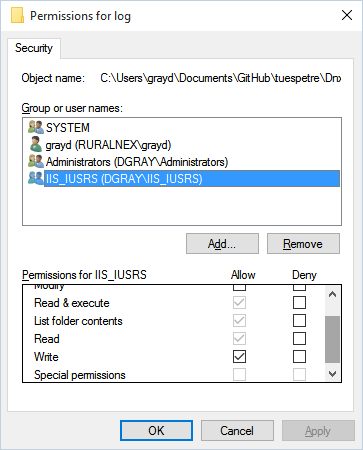 Permissions for log
Security
Object name: C:\Users\grayd\Documents\GitHub\tuespetre\Dnx
Group or user names:
SYSTEM
grayd (RURALNEX\grayd)
Administrators (DGRAY\Administrators)
IIS_IUSRS (DGRAY\IIS_IUSRS)
Add... Remove
Permissions for IIS_IUSRS Allow Deny
Modify
Read & execute
List folder contents
Read
Write
Special permissions
OK Cancel Apply